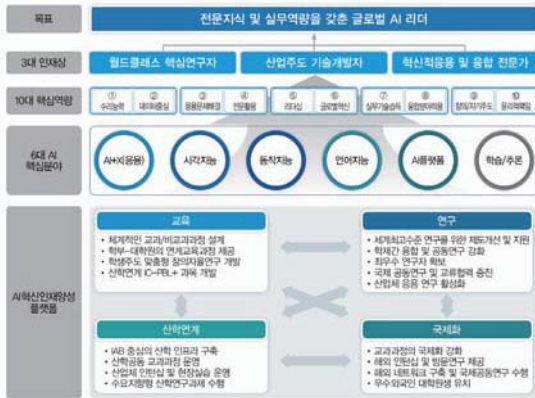 목표
전문지식 및 실무역량을 갖춘 글로벌 AI 리더
3대 인재상
월드클래스 핵심연구자
산업주도 기술개발자
혁신적응용 및 융합 전문가
10대 핵심역량
① 수리능력
② 데이터중심
③ 응용문제해결
④ 전문활용
⑤ 리더십
⑥ 글로벌혁신
⑦ 실무기술습득
⑧ 융합분야적용
⑨ 창의/자기주도
⑩ 윤리적책임
6대 AI
핵심분야
AI+X(응용)
시각지능
동작지능
언어지능
AI플랫폼
학습/추론
AI혁신인재양성
플랫폼
교육
• 체계적인 교과/비교과과정 설계
• 학부-대학원의 연계교육과정 제공
• 학생주도 맞춤형 창의자율연구 개발
• 산학연계 IC-PBL+ 과목 개발
연구
• 세계최고수준 연구를 위한 제도개선 및 지원
• 학제간 융합 및 공동연구 강화
• 최우수 연구자 확보
• 국제 공동연구 및 교류협력 증진
• 산업체 응용 연구 활성화
산학연계
• IAB 중심의 산학 인프라 구축
• 산학공동 교과과정 운영
• 산업체 인턴십 및 현장실습 운영
• 수요지향형 산학연구과제 수행
국제화
• 교과과정의 국제화 강화
• 해외 인턴십 및 방문연구 제공
• 해외 네트워크 구축 및 국제공동연구 수행
• 우수외국인 대학원생 유치